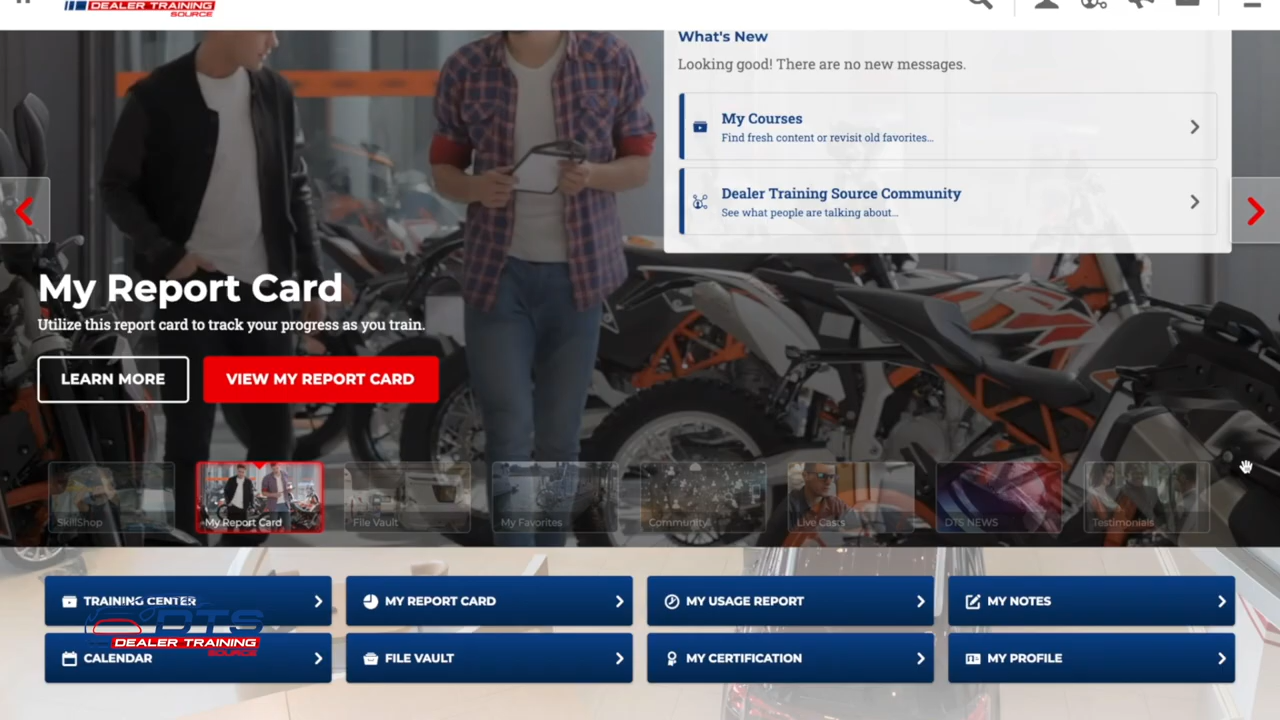 DEALER TRAINING
SOURCE
What's New
Looking good! There are no new messages.
My Courses
Find fresh content or revisit old favorites...
Dealer Training Source Community
See what people are talking about...
My Report Card
Utilize this report card to track your progress as you train.
LEARN MORE
VIEW MY REPORT CARD
SkillShop
My Report Card
File Vault
My Favorites
Community
Live Casts
DTS NEWS
Testimonials
TRAINING CENTER
MY REPORT CARD
MY USAGE REPORT
MY NOTES
DTS
DEALER TRAINING
SOURCE
CALENDAR
FILE VAULT
MY CERTIFICATION
MY PROFILE